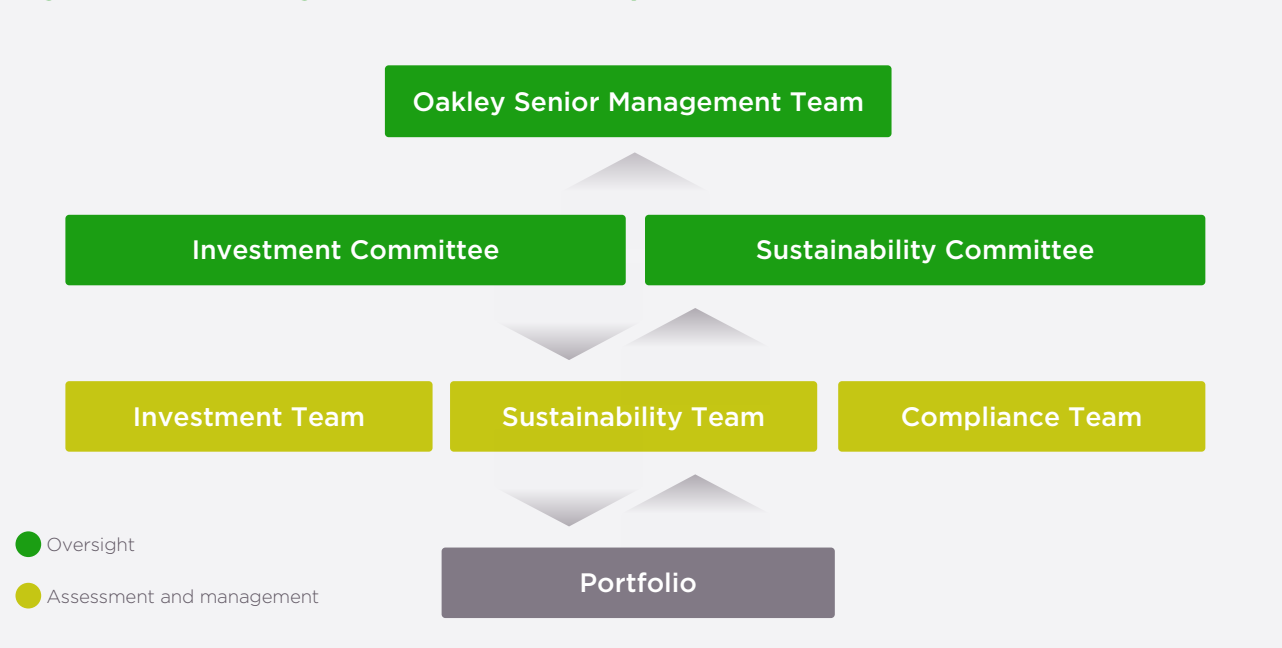 Oakley Senior Management Team
Investment Committee
Sustainability Committee
Investment Team
Sustainability Team
Compliance Team
Oversight
Assessment and management
Portfolio